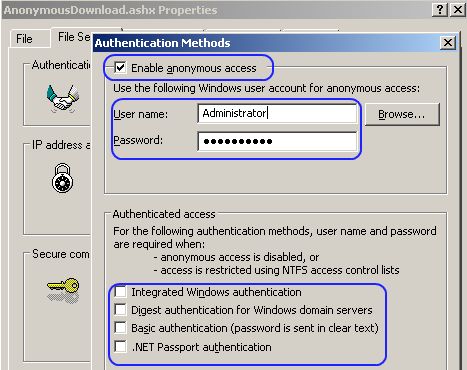 AnonymousDownload.ashx Properties
File
File Se
Authentication Methods
Authenticatio
Enable anonymous access
Use the following Windows user account for anonymous access:
User name:
Administrator
Browse...
Password:
●●●●●●●●●●
IP address a
Authenticated access
For the following authentication methods, user name and password
are required when:
- anonymous access is disabled, or
- access is restricted using NTFS access control lists
Secure com
Integrated Windows authentication
Digest authentication for Windows domain servers
Basic authentication (password is sent in clear text)
.NET Passport authentication